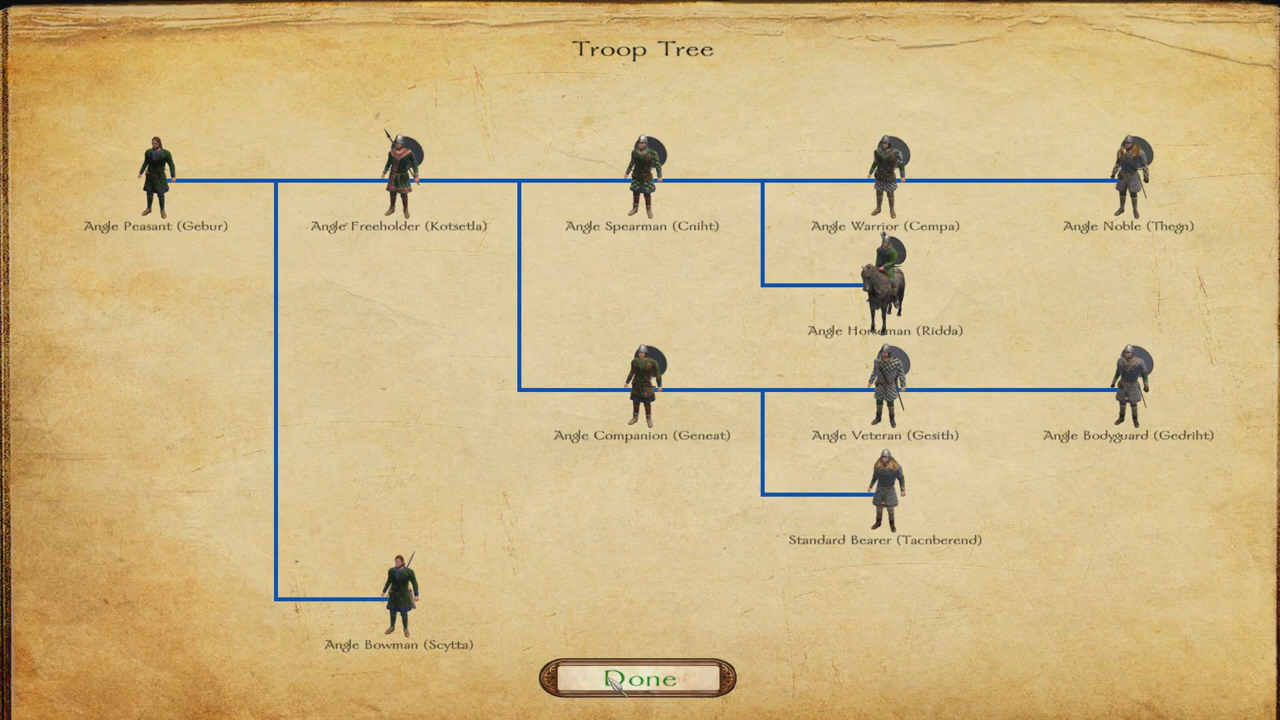 Troop Tree
Angle Peasant (Gebur)
Angle Freeholder (Kotsetla)
Angle Spearman (Cniht)
Angle Warrior (Cempa)
Angle Noble (Thegn)
Angle Horseman (Ridda)
Angle Companion (Geneat)
Angle Veteran (Gesith)
Angle Bodyguard (Gedriht)
Standard Bearer (Tacnberend)
Angle Bowman (Scytta)
Done